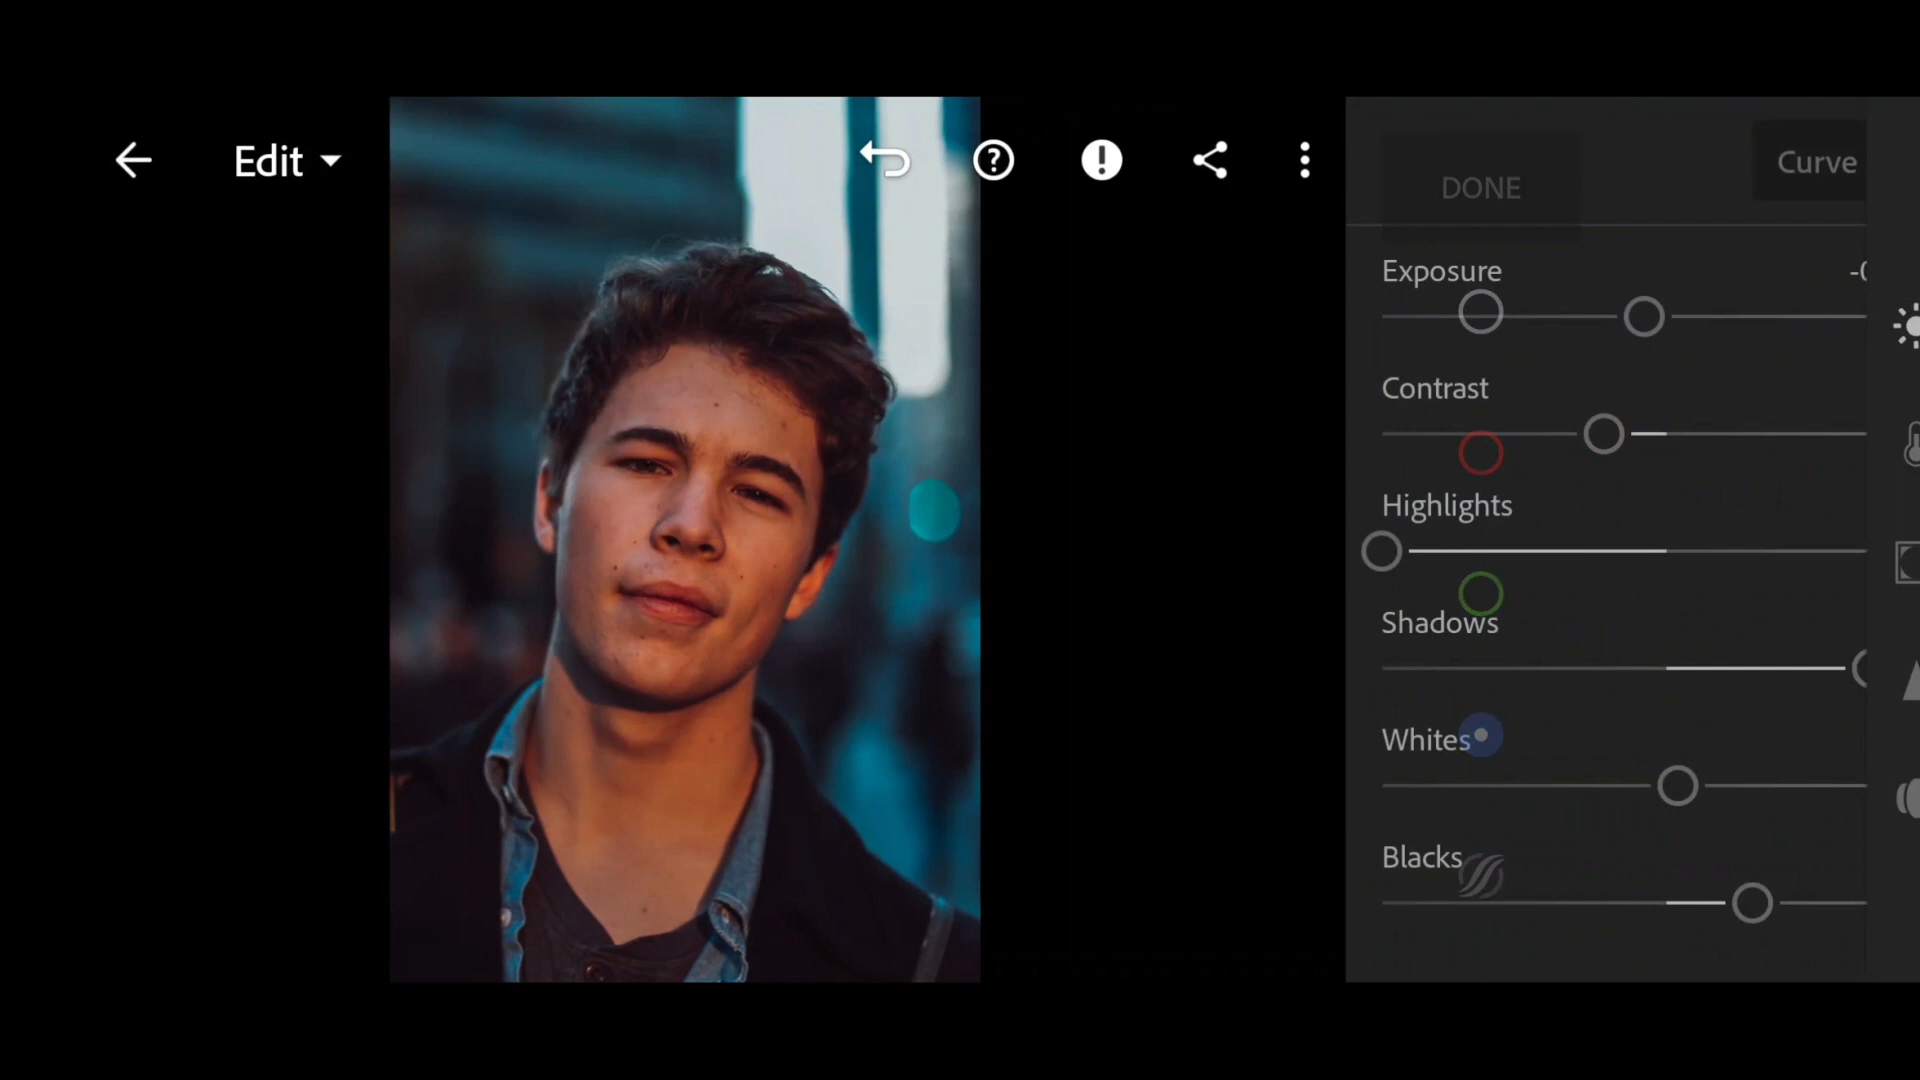 Edit
DONE
Curve
Exposure
Contrast
Highlights
Shadows
Whites
Blacks